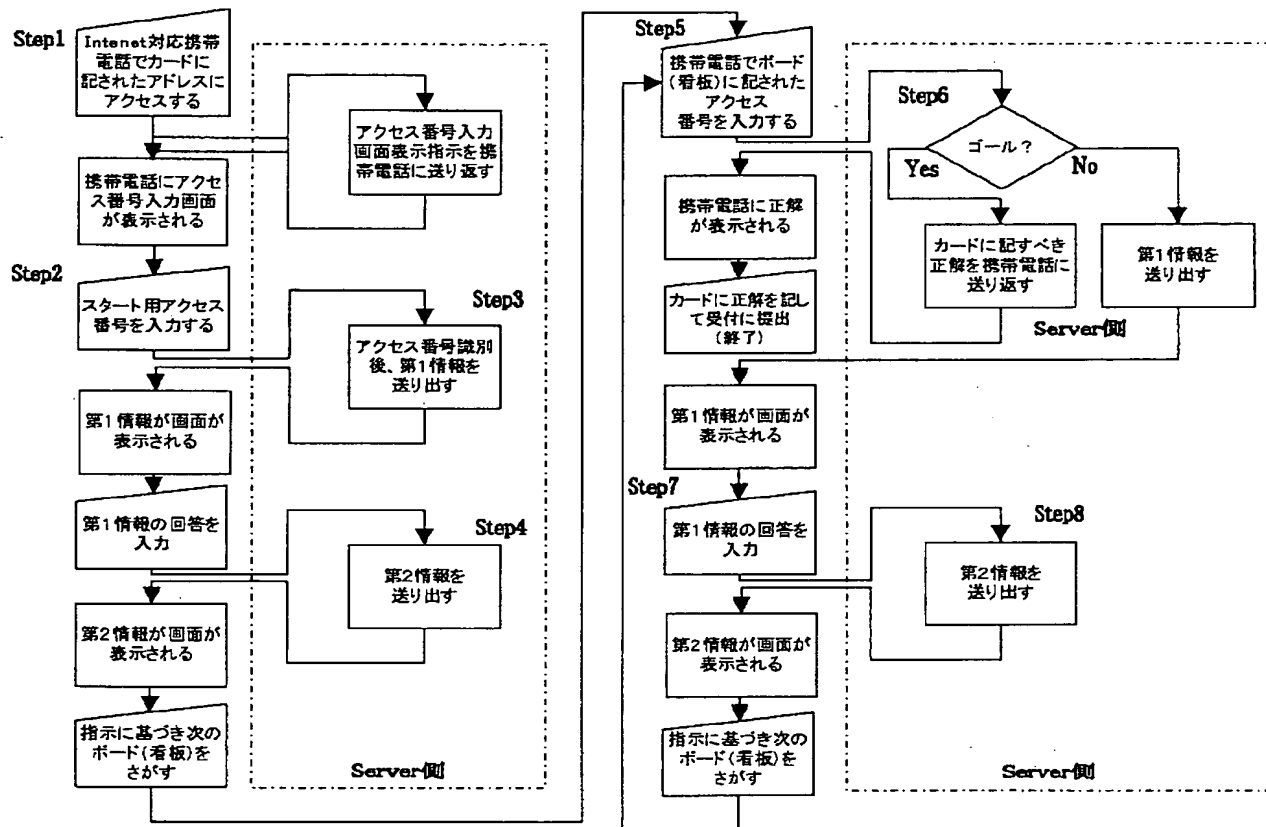 Step1
Intenet対応携帯
電話でカードに
記されたアドレスに
アクセスする
アクセス番号入力
画面表示指示を携
帯電話に送り返す
携帯電話にアクセ
ス番号入力画面
が表示される
Step2
スタート用アクセス
番号を入力する
Step3
アクセス番号識別
後、第1情報を
送り出す
第1情報が画面が
表示される
第1情報の回答を
入力
Step4
第2情報を
送り出す
第2情報が画面が
表示される
指示に基づき次の
ボード(看板)を
さがす
Server側
Step5
携帯電話でボード
(看板)に記された
アクセス
番号を入力する
Step6
ゴール?
Yes
No
携帯電話に正解
が表示される
カードに記すべき
正解を携帯電話に
送り返す
第1情報を
送り出す
カードに正解を記し
て受付に提出
(終了)
Server側
第1情報が画面が
表示される
Step7
第1情報の回答を
入力
Step8
第2情報を
送り出す
第2情報が画面が
表示される
指示に基づき次の
ボード(看板)を
さがす
Server側